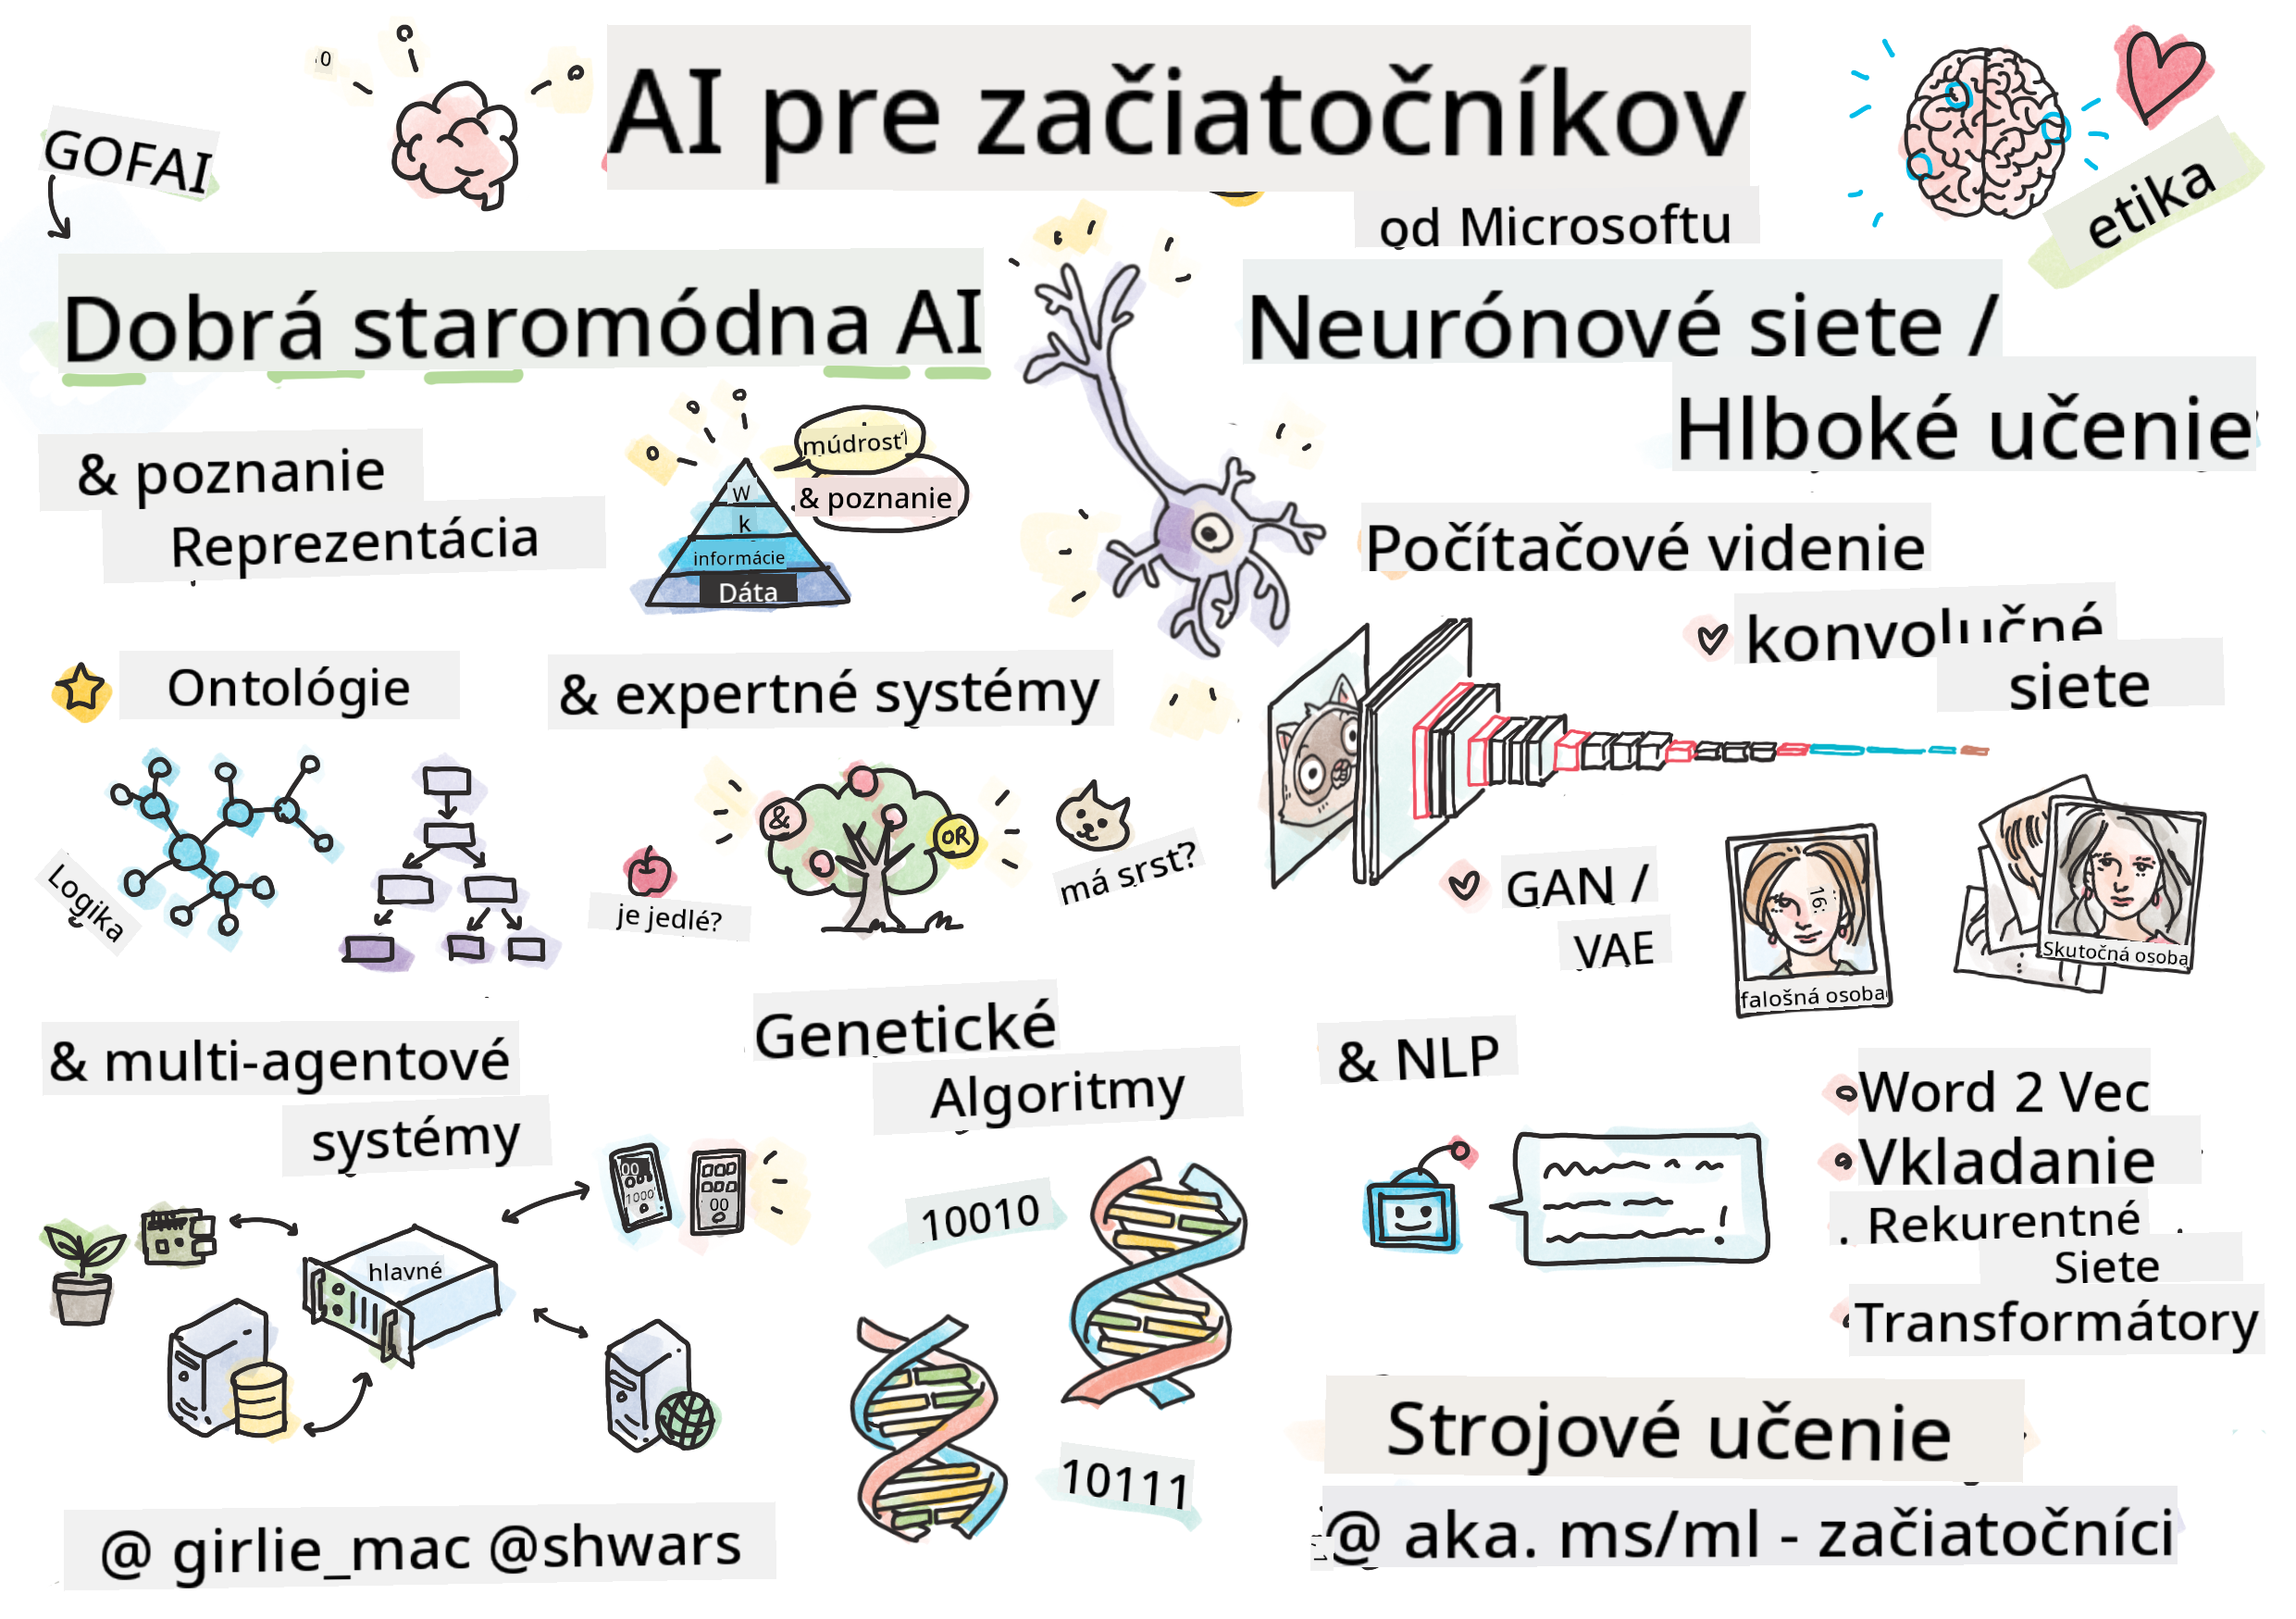 AI pre začiatočníkov
od Microsoftu
etika
GOFAI
Dobrá staromódna AI
& poznanie
Reprezentácia
múdrosť
& poznanie
W
k
informácie
Dáta
Ontológie
& expertné systémy
Logika
je jedlé?
&
OR
má srsť?
& multi-agentové
systémy
hlavné
Genetické
Algoritmy
10010
10111
@ girlie_mac @shwars
Neurónové siete /
Hlboké učenie
Počítačové videnie
konvolučné
siete
GAN /
VAE
falošná osoba
Skutočná osoba
& NLP
Word 2 Vec
Vkladanie
Rekurentné
Siete
Transformátory
Strojové učenie
@ aka. ms/ml - začiatočníci